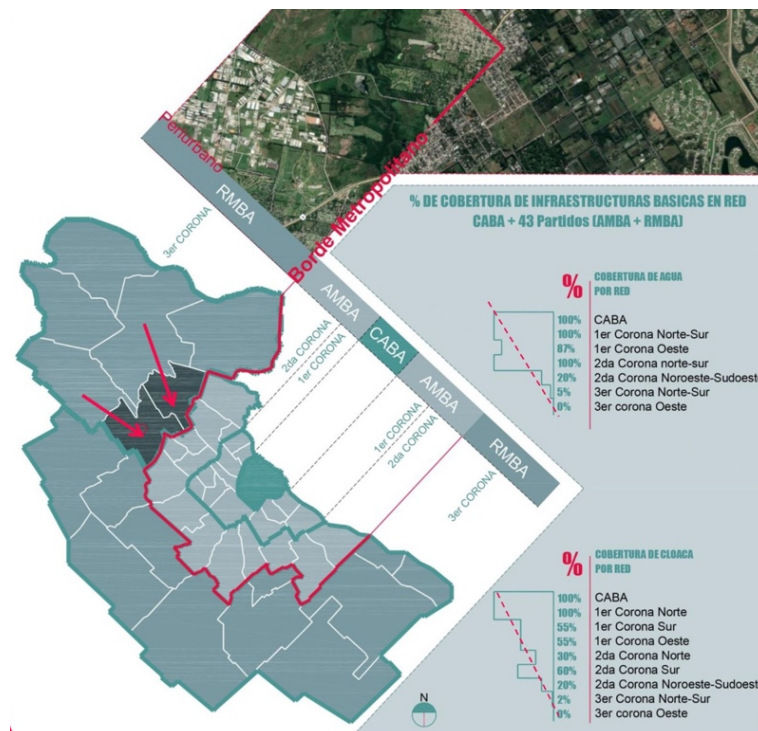 Periurbano
RMBA
3er CORONA
Borde Metropolitano
AMBA
2da CORONA
1er CORONA
CABA
AMBA
1er CORONA
2da CORONA
RMBA
3er CORONA
% DE COBERTURA DE INFRAESTRUCTURAS BASICAS EN RED
CABA + 43 Partidos (AMBA + RMBA)
% COBERTURA DE AGUA
POR RED
100% CABA
100% 1er Corona Norte-Sur
87% 1er Corona Oeste
100% 2da Corona norte-sur
20% 2da Corona Noroeste-Sudoeste
5% 3er Corona Norte-Sur
0% 3er corona Oeste
% COBERTURA DE CLOACA
POR RED
100% CABA
100% 1er Corona Norte
55% 1er Corona Sur
55% 1er Corona Oeste
30% 2da Corona Norte
60% 2da Corona Sur
20% 2da Corona Noroeste-Sudoeste
2% 3er Corona Norte-Sur
0% 3er corona Oeste
N